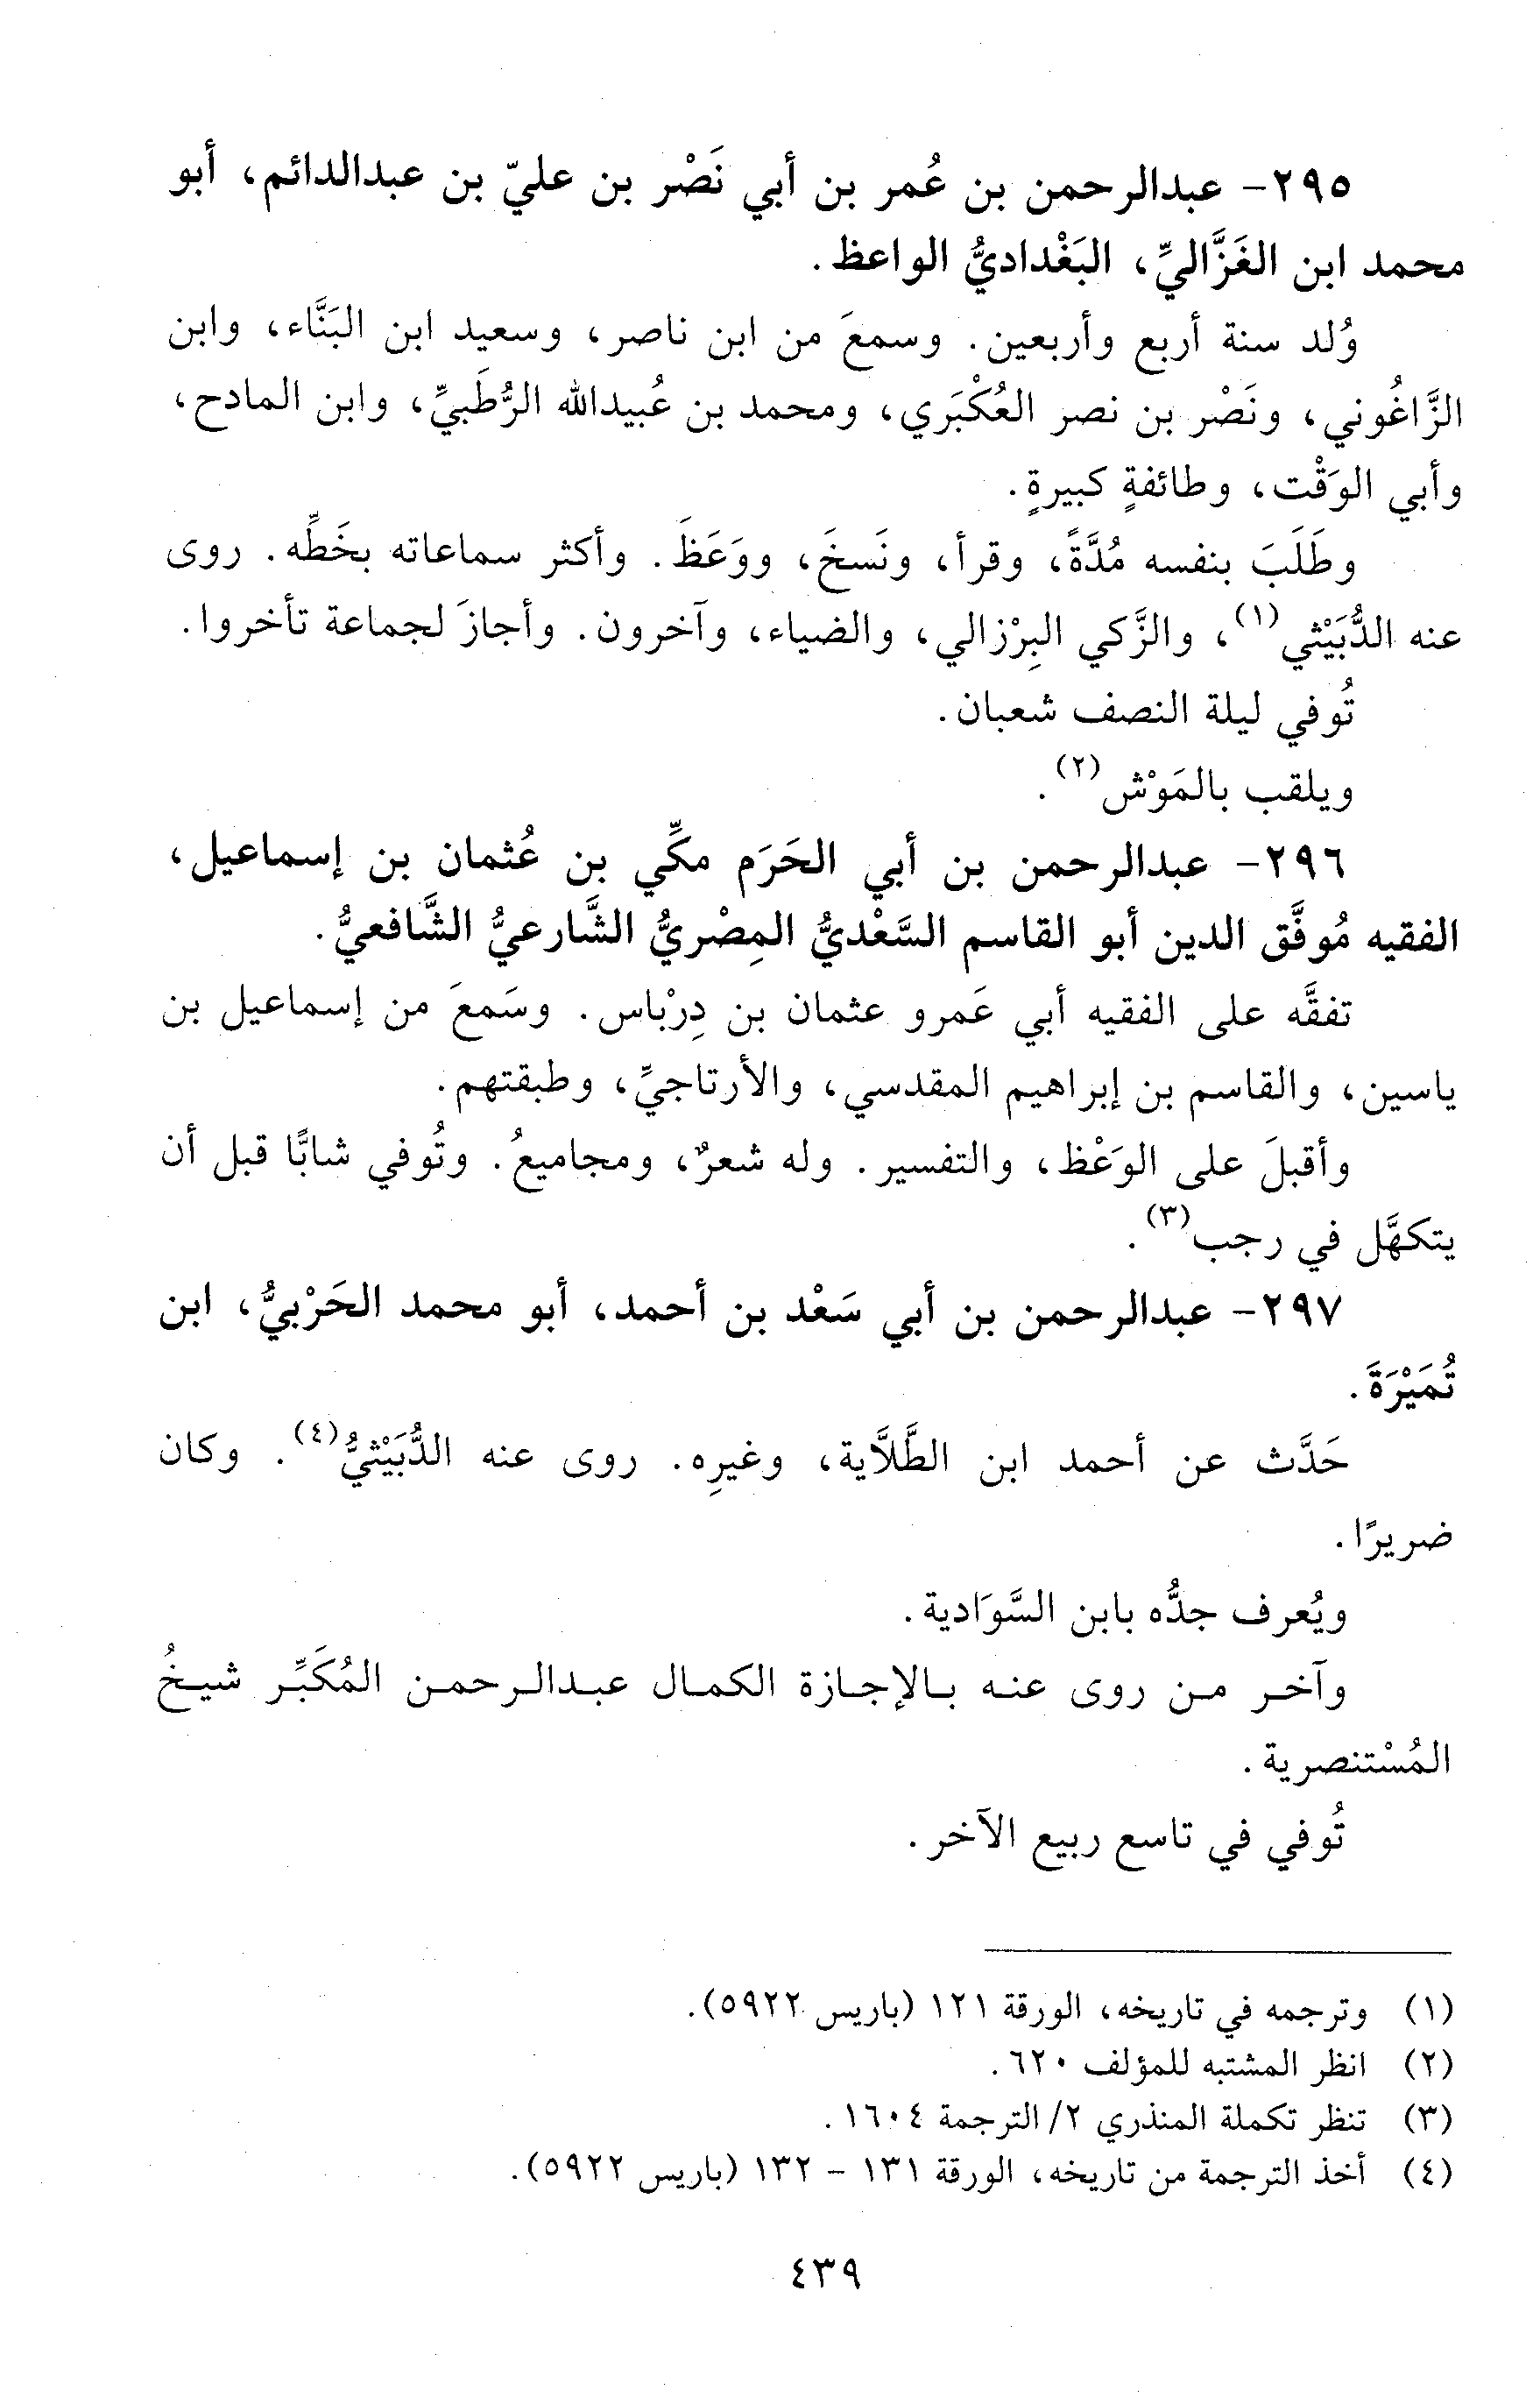 ٢٩٥- عبدالرحمن بن عُمر بن أبي نَصْر بن عليّ بن عبدالدائم، أبو
محمد ابن الغَزَّاليِّ، البَغْداديُّ الواعظ.
وُلد سنة أربع وأربعين. وسمعَ من ابن ناصر، وسعيد ابن البَنَّاء، وابن
الزَّاغُوني، ونَصْر بن نصر العُكْبَري، ومحمد بن عُبيدالله الرُّطَبيِّ، وابن المادح،
وأبي الوَقْت، وطائفةٍ كبيرةٍ.
وطَلَبَ بنفسه مُدَّةً، وقرأ، ونَسخَ، ووَعَظَ. وأكثر سماعاته بخَطِّه. روى
عنه الدُّبَيْثي(١)، والزَّكي البِرْزالي، والضياء، وآخرون. وأجازَ لجماعة تأخروا.
تُوفي ليلة النصف شعبان.
ويلقب بالمَوْش(٢).
٢٩٦- عبدالرحمن بن أبي الحَرَم مكِّي بن عُثمان بن إسماعيل،
الفقيه مُوفَّق الدين أبو القاسم السَّعْديُّ المِصْريُّ الشَّارعيُّ الشَّافعيُّ.
تفقَّه على الفقيه أبي عَمرو عثمان بن دِرْباس. وسَمعَ من إسماعيل بن
ياسين، والقاسم بن إبراهيم المقدسي، والأرتاجيِّ، وطبقتهم.
وأقبلَ على الوَعْظ، والتفسير. وله شعرٌ، ومجاميعُ. وتُوفي شابًّا قبل أن
يتكهَّل في رجب(٣).
٢٩٧- عبدالرحمن بن أبي سَعْد بن أحمد، أبو محمد الحَرْبيُّ، ابن
تُمَيْرَةَ.
حَدَّث عن أحمد ابن الطَّلَّاية، وغيرِه. روى عنه الدُّبَيْثيُّ(٤). وكان
ضريرًا.
ويُعرف جدُّه بابن السَّوَادية.
وآخر من روى عنه بالإجازة الكمال عبدالرحمن المُكَبِّر شيخُ
المُسْتنصرية.
تُوفي في تاسع ربيع الآخر.
(١) وترجمه في تاريخه، الورقة ١٢١ (باريس ٥٩٢٢).
(٢) انظر المشتبه للمؤلف ٦٢٠.
(٣) تنظر تكملة المنذري ٢/ الترجمة ١٦٠٤.
(٤) أخذ الترجمة من تاريخه، الورقة ١٣١ - ١٣٢ (باريس ٥٩٢٢).
٤٣٩